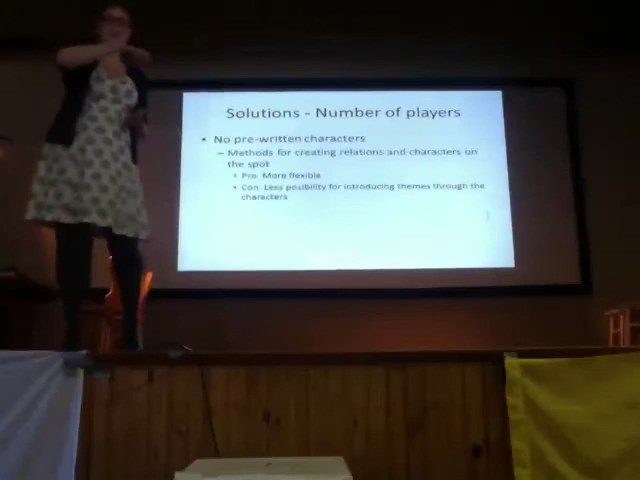 Solutions - Number of players
• No pre-written characters
– Methods for creating relations and characters on
the spot
• Pro: More flexible
• Con: Less posibility for introducing themes through the
characters